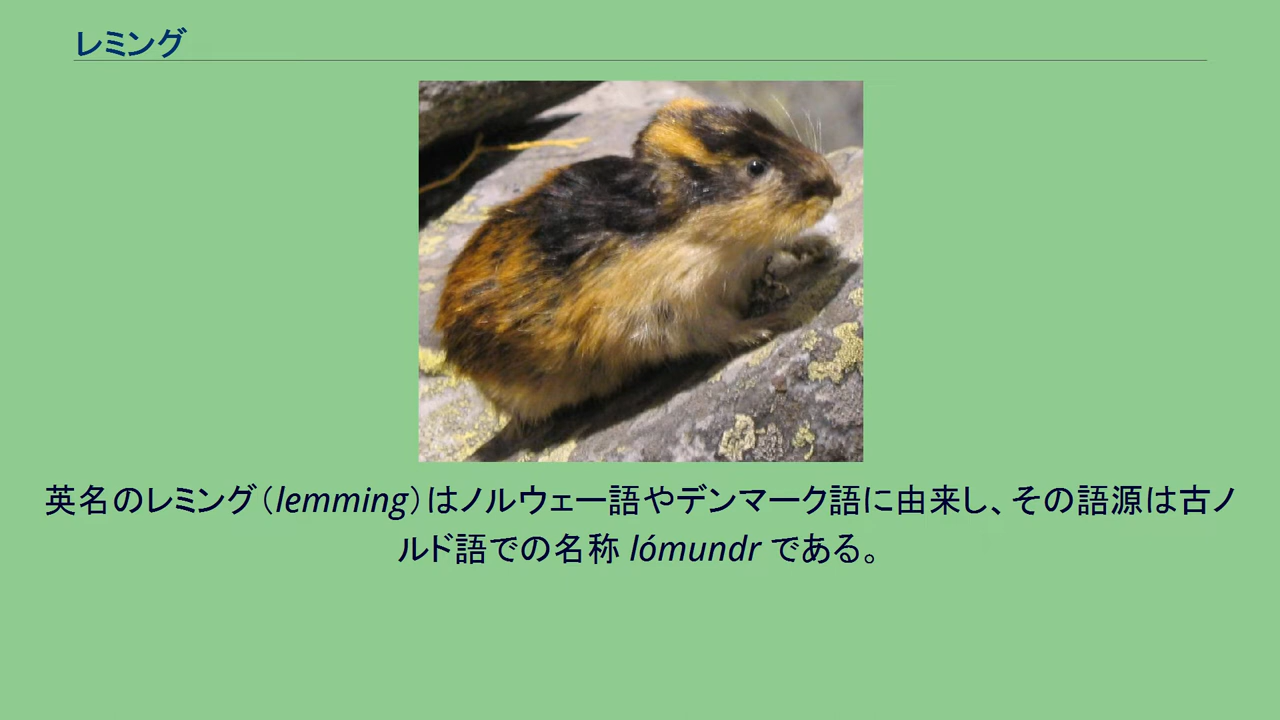 レミング
英名のレミング（lemming）はノルウェー語やデンマーク語に由来し、その語源は古ノ
ルド語での名称 lómundr である。